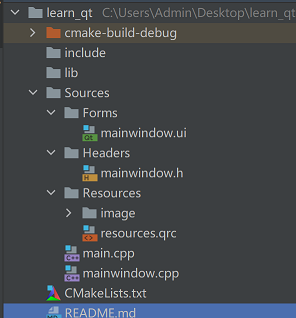 learn_qt C:\Users\Admin\Desktop\learn_qt
cmake-build-debug
include
lib
Sources
Forms
mainwindow.ui
Headers
mainwindow.h
Resources
image
resources.qrc
main.cpp
mainwindow.cpp
CMakeLists.txt
README.md